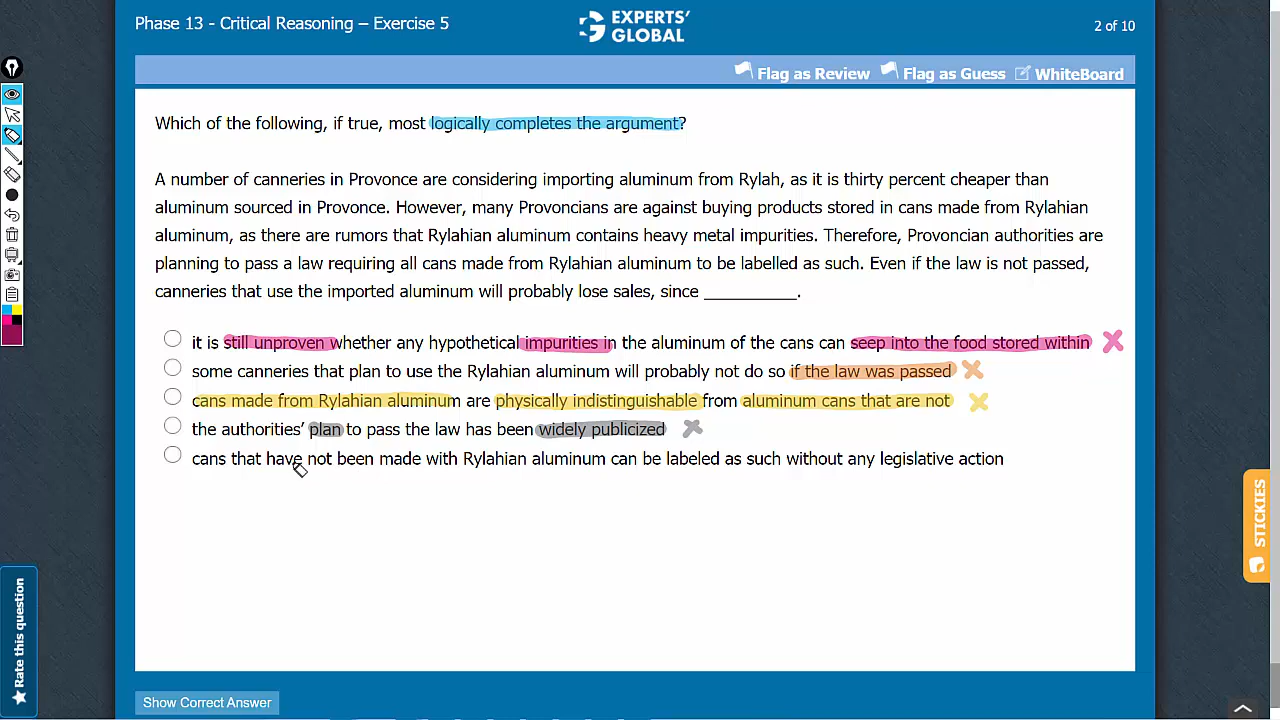 Phase 13 - Critical Reasoning – Exercise 5
EXPERTS'
GLOBAL
2 of 10
Flag as Review
Flag as Guess
WhiteBoard
Which of the following, if true, most logically completes the argument?
A number of canneries in Provonce are considering importing aluminum from Rylah, as it is thirty percent cheaper than
aluminum sourced in Provonce. However, many Provoncians are against buying products stored in cans made from Rylahian
aluminum, as there are rumors that Rylahian aluminum contains heavy metal impurities. Therefore, Provoncian authorities are
planning to pass a law requiring all cans made from Rylahian aluminum to be labelled as such. Even if the law is not passed,
canneries that use the imported aluminum will probably lose sales, since __________.
it is still unproven whether any hypothetical impurities in the aluminum of the cans can seep into the food stored within
some canneries that plan to use the Rylahian aluminum will probably not do so if the law was passed
cans made from Rylahian aluminum are physically indistinguishable from aluminum cans that are not
the authorities' plan to pass the law has been widely publicized
cans that have not been made with Rylahian aluminum can be labeled as such without any legislative action
STICKIES
Rate this question
Show Correct Answer